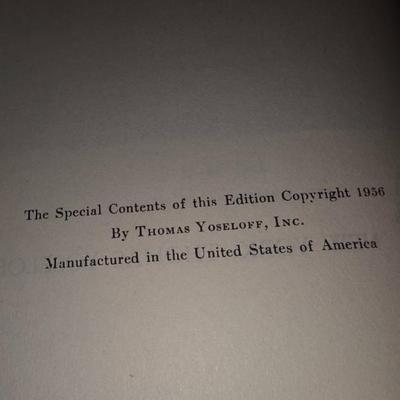 The Special Contents of this Edition Copyright 1956
By Thomas Yoseloff, Inc.
Manufactured in the United States of America